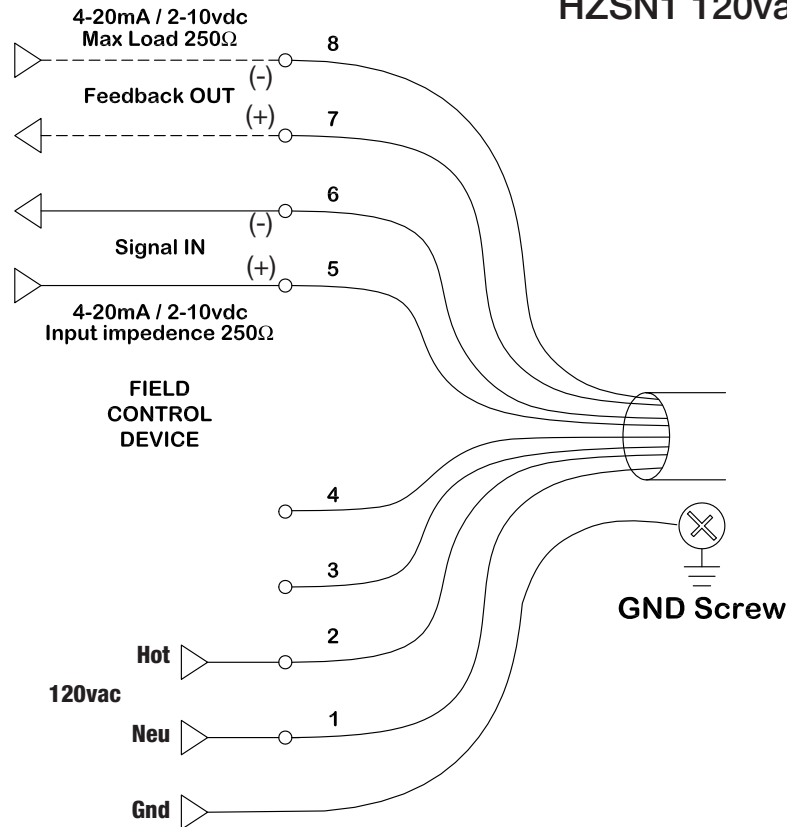 HZSN1 120va
4-20mA / 2-10vdc
Max Load 250Ω
8
(-)
Feedback OUT
(+)
7
6
(-)
Signal IN
(+)
5
4-20mA / 2-10vdc
Input impedence 250Ω
FIELD
CONTROL
DEVICE
4
3
GND Screw
2
Hot
120vac
1
Neu
Gnd